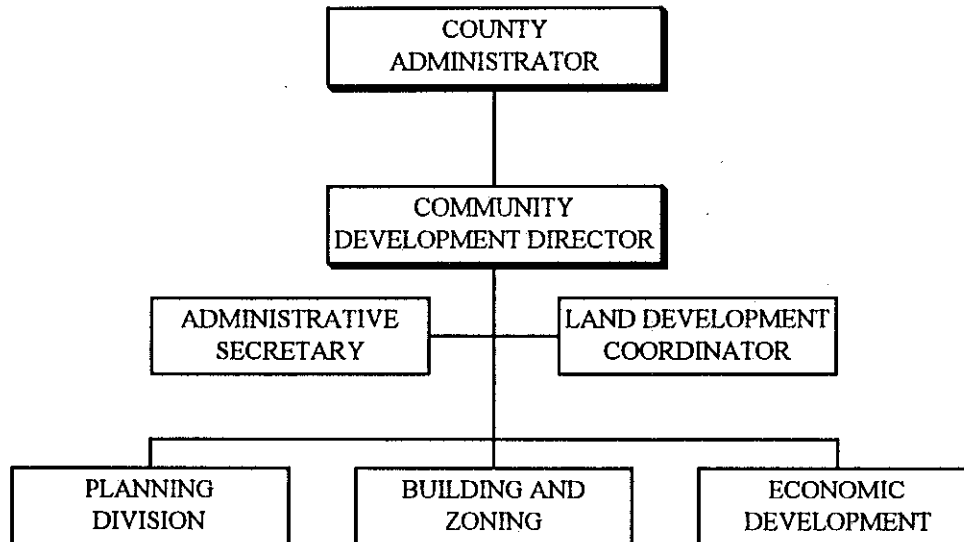 COUNTY
ADMINISTRATOR
COMMUNITY
DEVELOPMENT DIRECTOR
ADMINISTRATIVE
SECRETARY
LAND DEVELOPMENT
COORDINATOR
PLANNING
DIVISION
BUILDING AND
ZONING
ECONOMIC
DEVELOPMENT